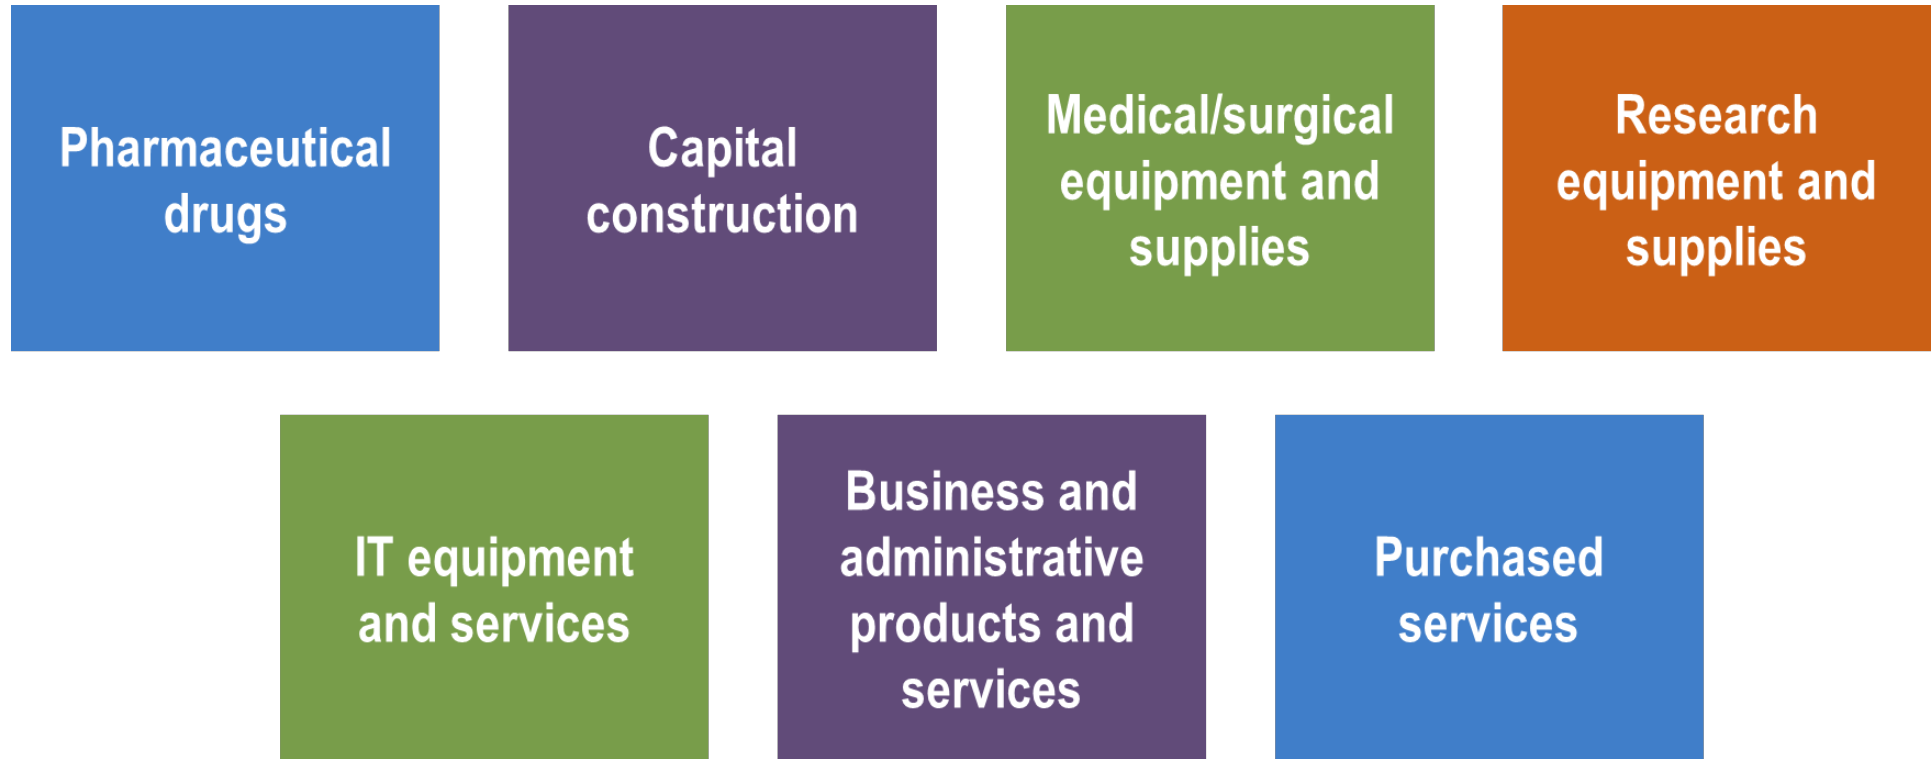 Pharmaceutical
drugs
Capital
construction
Medical/surgical
equipment and
supplies
Research
equipment and
supplies
IT equipment
and services
Business and
administrative
products and
services
Purchased
services